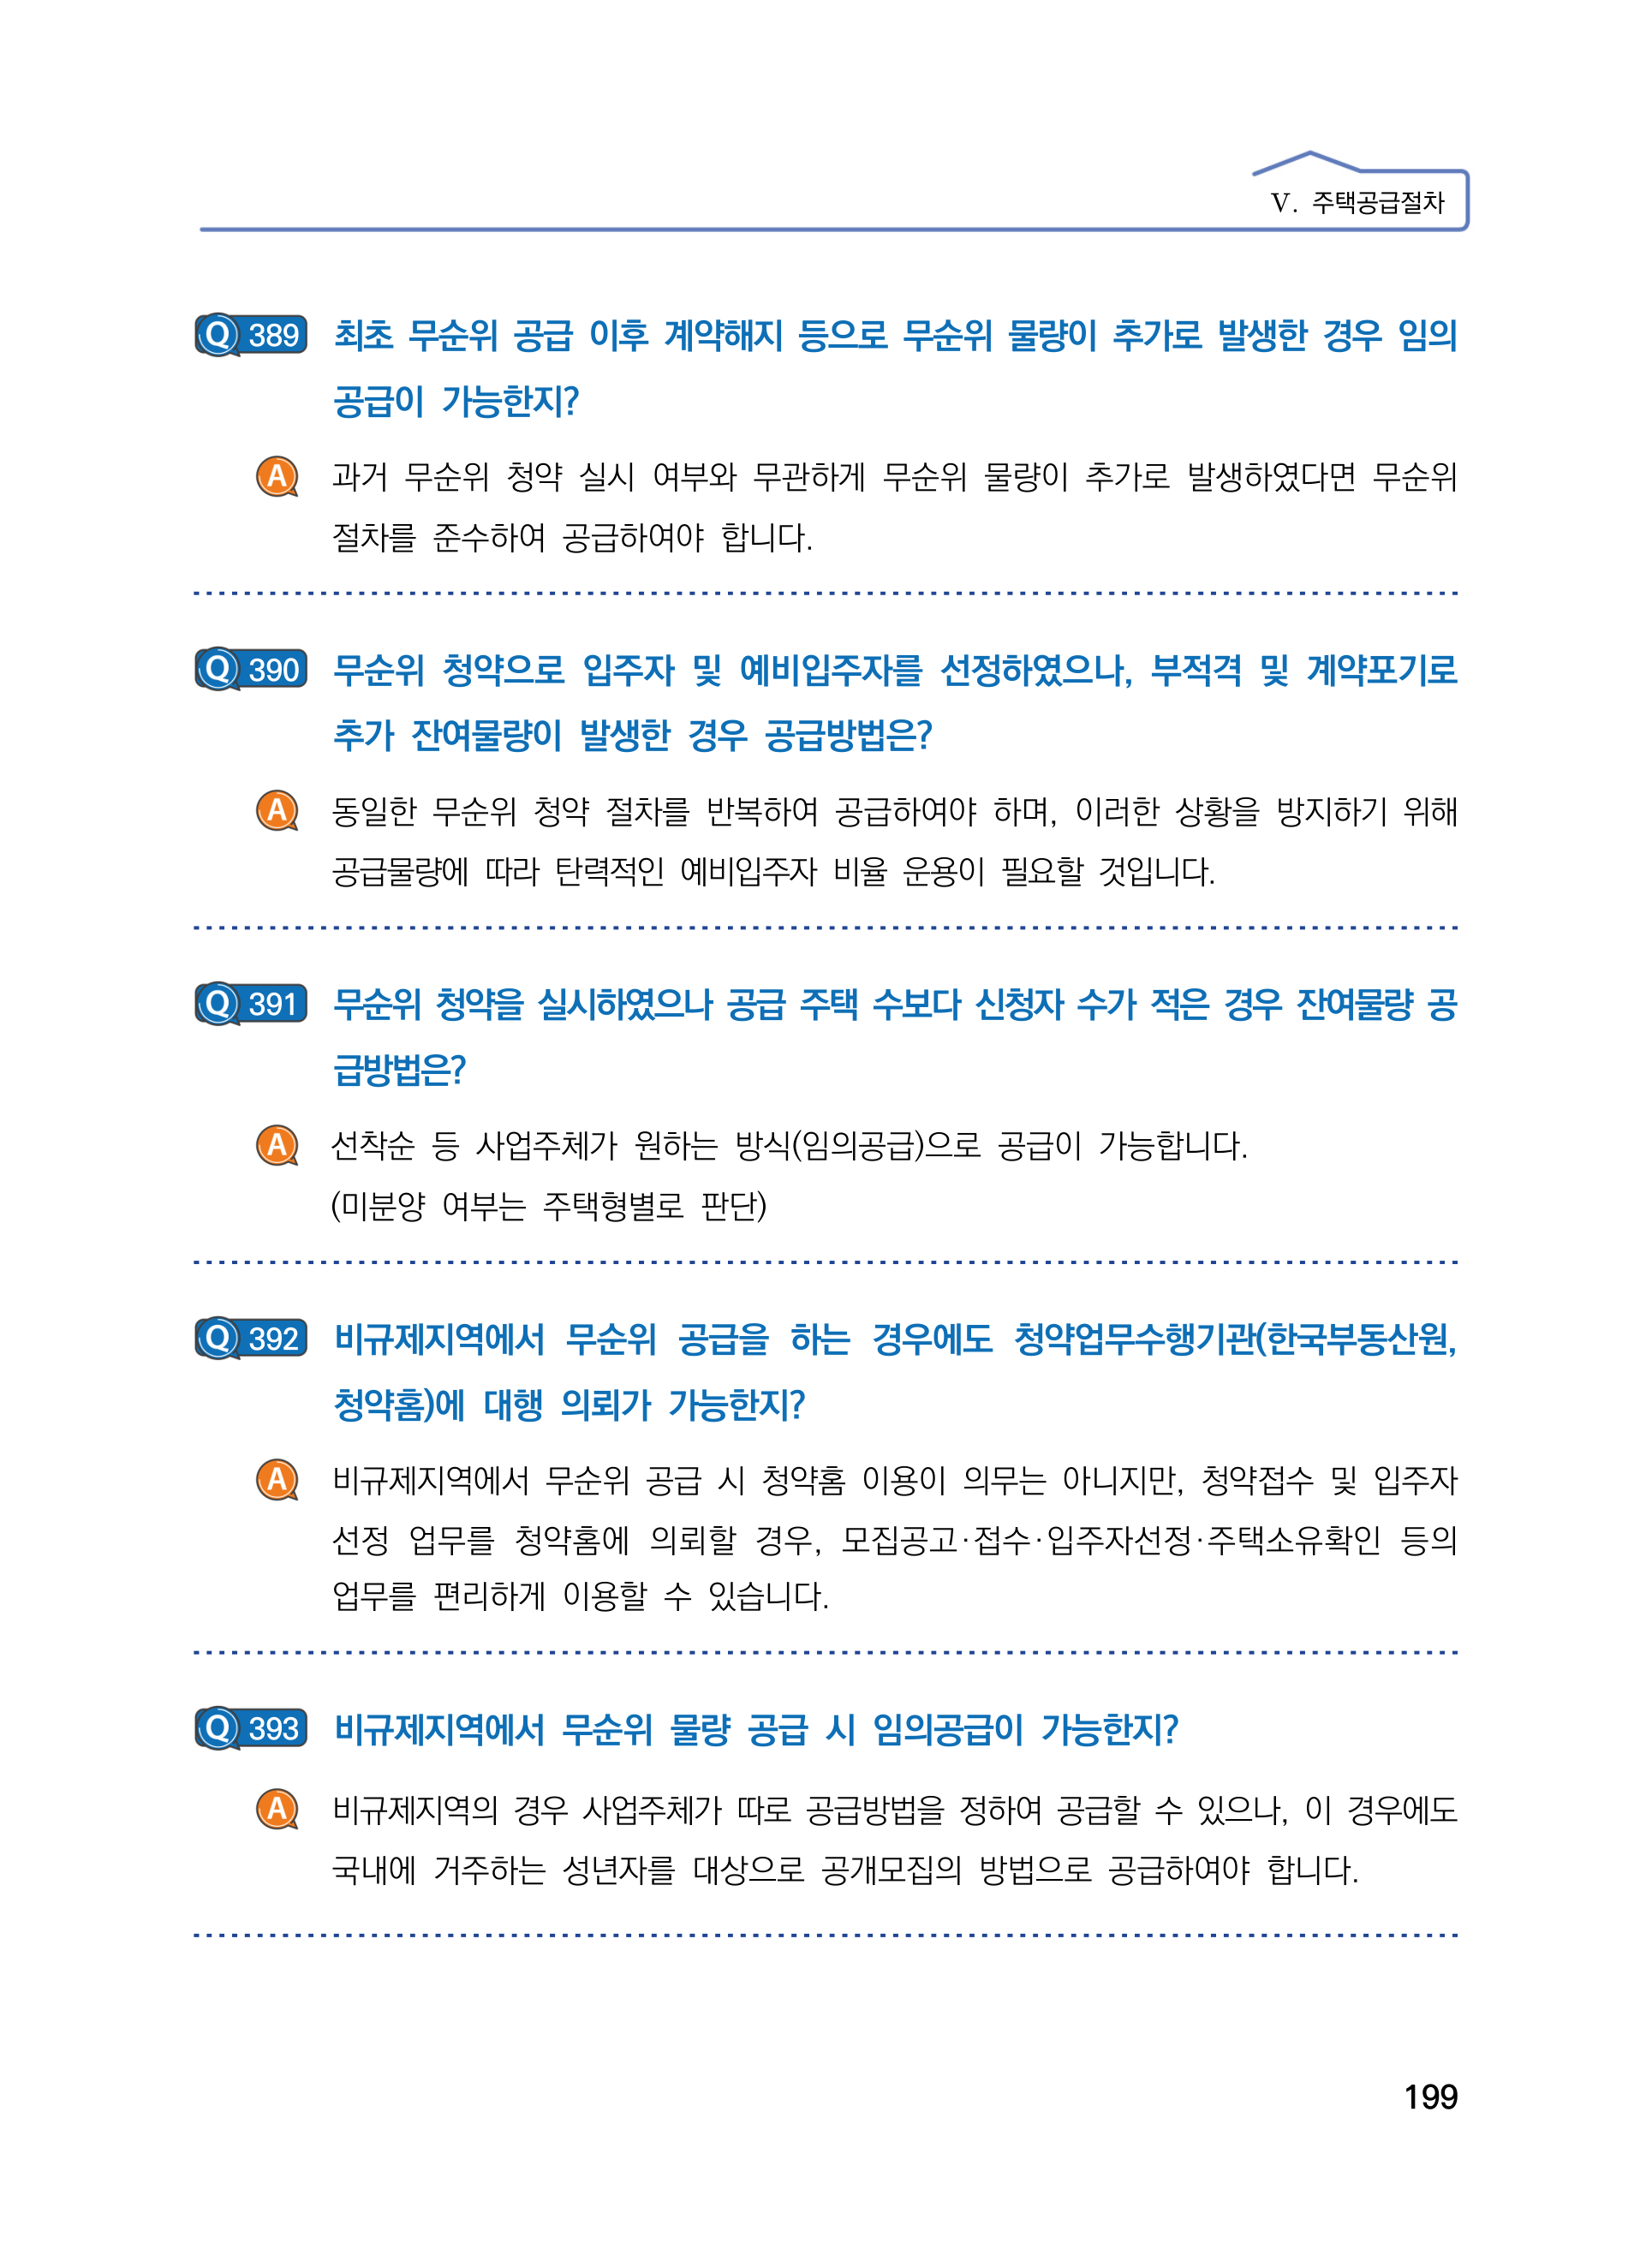 Ⅴ. 주택공급절차
Q 389 최초 무순위 공급 이후 계약해지 등으로 무순위 물량이 추가로 발생한 경우 임의
공급이 가능한지?
A 과거 무순위 청약 실시 여부와 무관하게 무순위 물량이 추가로 발생하였다면 무순위
절차를 준수하여 공급하여야 합니다.
Q 390 무순위 청약으로 입주자 및 예비입주자를 선정하였으나, 부적격 및 계약포기로
추가 잔여물량이 발생한 경우 공급방법은?
A 동일한 무순위 청약 절차를 반복하여 공급하여야 하며, 이러한 상황을 방지하기 위해
공급물량에 따라 탄력적인 예비입주자 비율 운용이 필요할 것입니다.
Q 391 무순위 청약을 실시하였으나 공급 주택 수보다 신청자 수가 적은 경우 잔여물량 공
급방법은?
A 선착순 등 사업주체가 원하는 방식(임의공급)으로 공급이 가능합니다.
(미분양 여부는 주택형별로 판단)
Q 392 비규제지역에서 무순위 공급을 하는 경우에도 청약업무수행기관(한국부동산원,
청약홈)에 대행 의뢰가 가능한지?
A 비규제지역에서 무순위 공급 시 청약홈 이용이 의무는 아니지만, 청약접수 및 입주자
선정 업무를 청약홈에 의뢰할 경우, 모집공고·접수·입주자선정·주택소유확인 등의
업무를 편리하게 이용할 수 있습니다.
Q 393 비규제지역에서 무순위 물량 공급 시 임의공급이 가능한지?
A 비규제지역의 경우 사업주체가 따로 공급방법을 정하여 공급할 수 있으나, 이 경우에도
국내에 거주하는 성년자를 대상으로 공개모집의 방법으로 공급하여야 합니다.
199